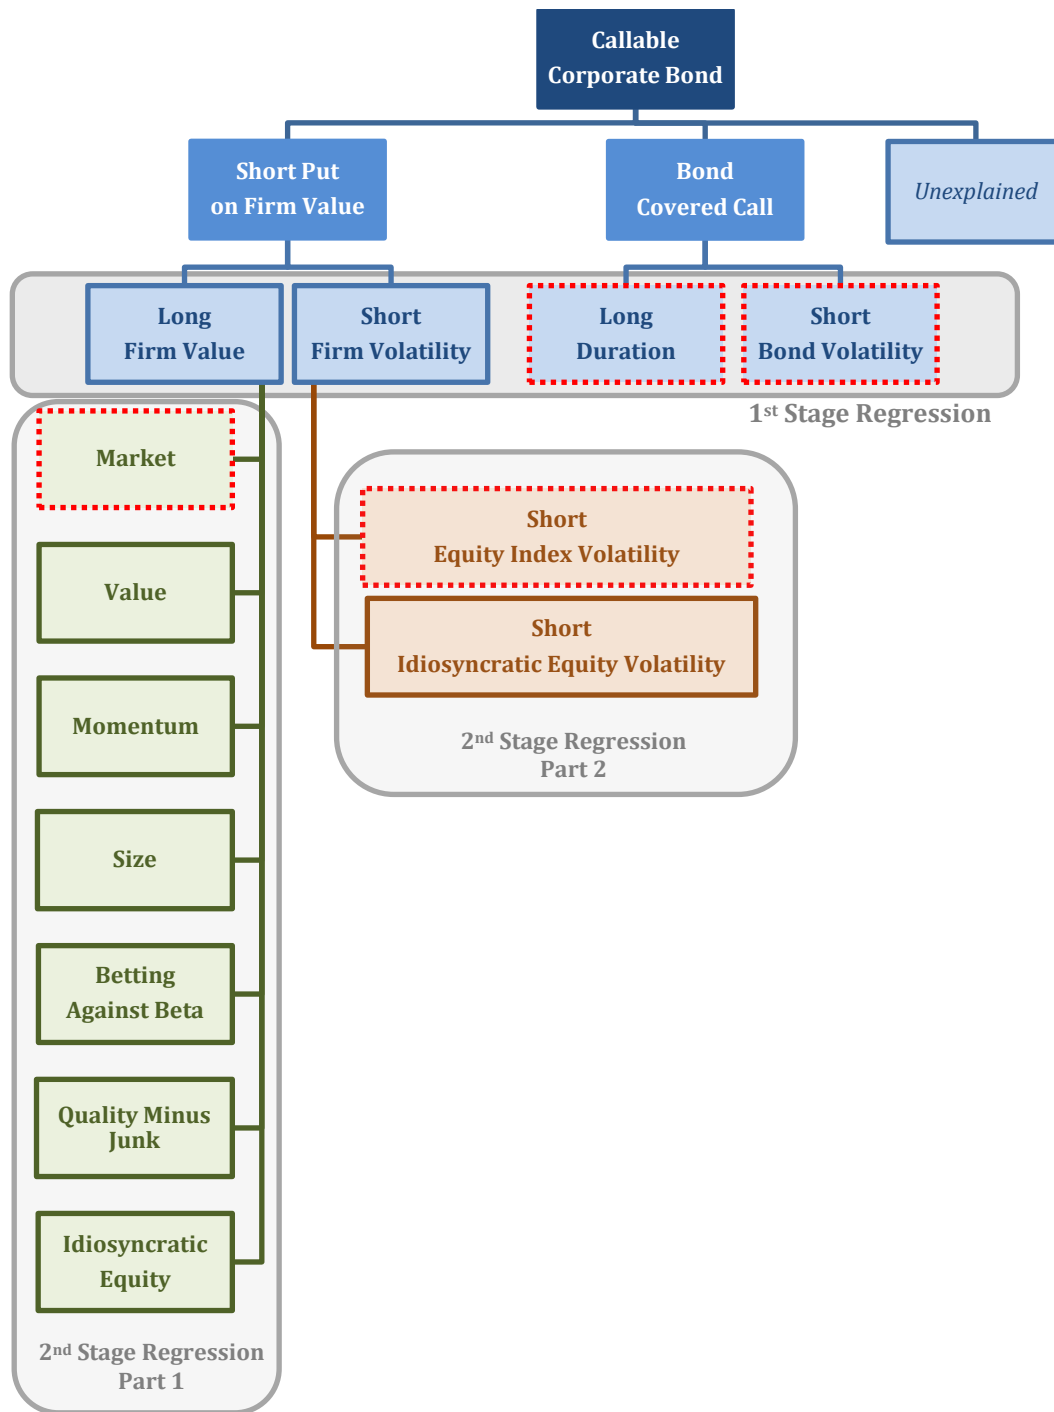 Callable
Corporate Bond
Short Put
on Firm Value
Bond
Covered Call
Unexplained
Long
Firm Value
Short
Firm Volatility
Long
Duration
Short
Bond Volatility
1st Stage Regression
Market
Value
Momentum
Size
Betting
Against Beta
Quality Minus
Junk
Idiosyncratic
Equity
2nd Stage Regression
Part 1
Short
Equity Index Volatility
Short
Idiosyncratic Equity Volatility
2nd Stage Regression
Part 2